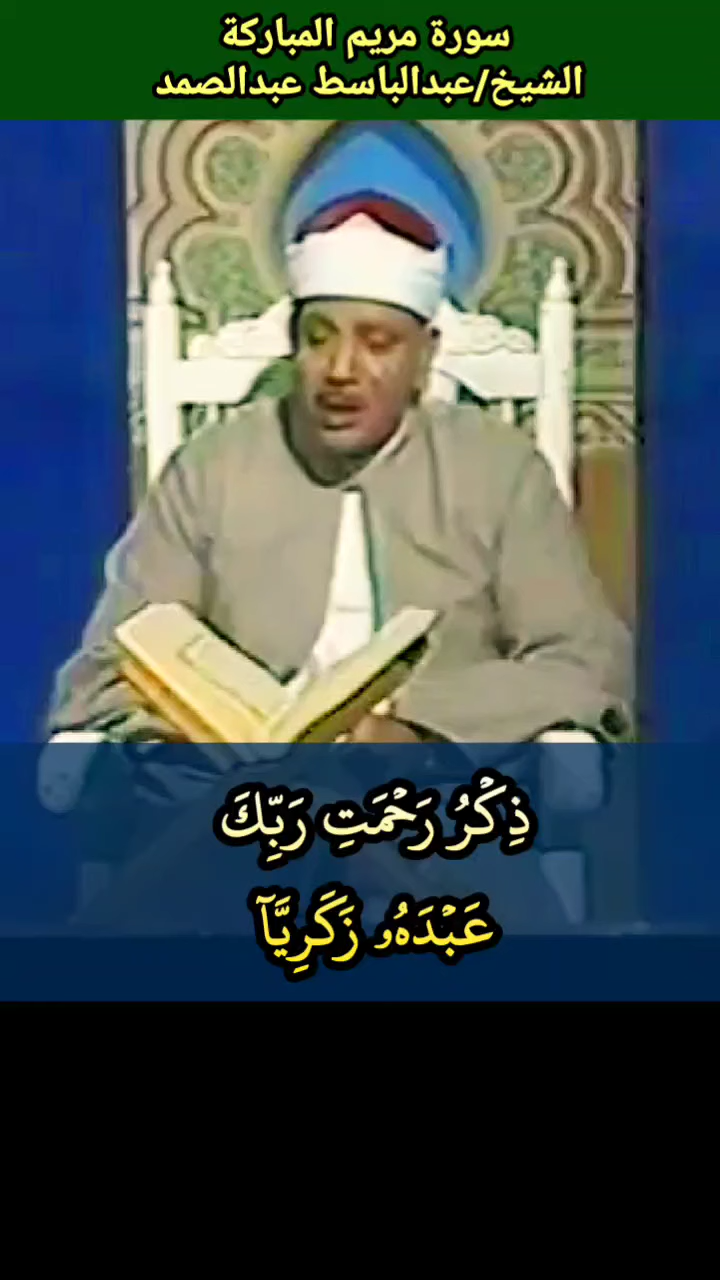 سورة مريم المباركة
الشيخ/عبدالباسط عبدالصمد
ذِكْرُ رَحْمَتِ رَبِّكَ
عَبْدَهُۥ زَكَرِيَّآ